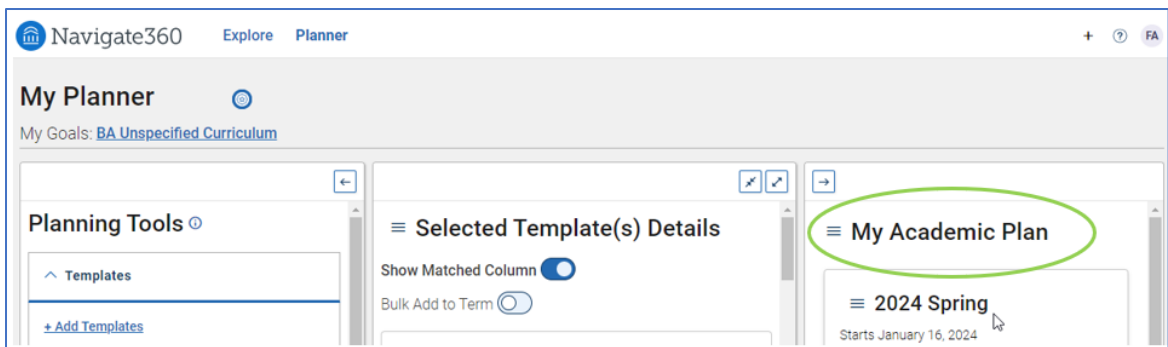 Navigate360 Explore Planner + ? FA
My Planner
My Goals: BA Unspecified Curriculum
Planning Tools
Templates
+ Add Templates
Selected Template(s) Details
Show Matched Column
Bulk Add to Term
My Academic Plan
2024 Spring
Starts January 16, 2024